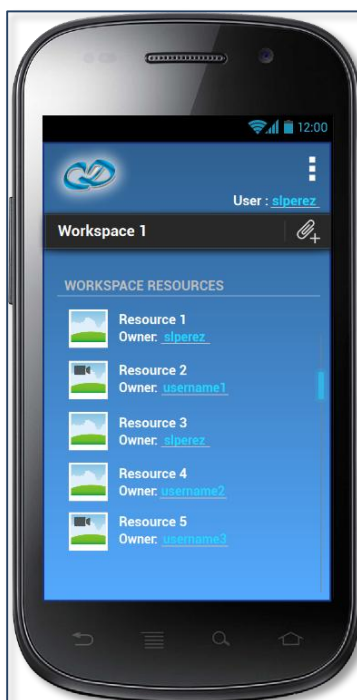 12:00
User : slperez
Workspace 1
WORKSPACE RESOURCES
Resource 1
Owner: slperez
Resource 2
Owner: username1
Resource 3
Owner: slperez
Resource 4
Owner: username2
Resource 5
Owner: username3